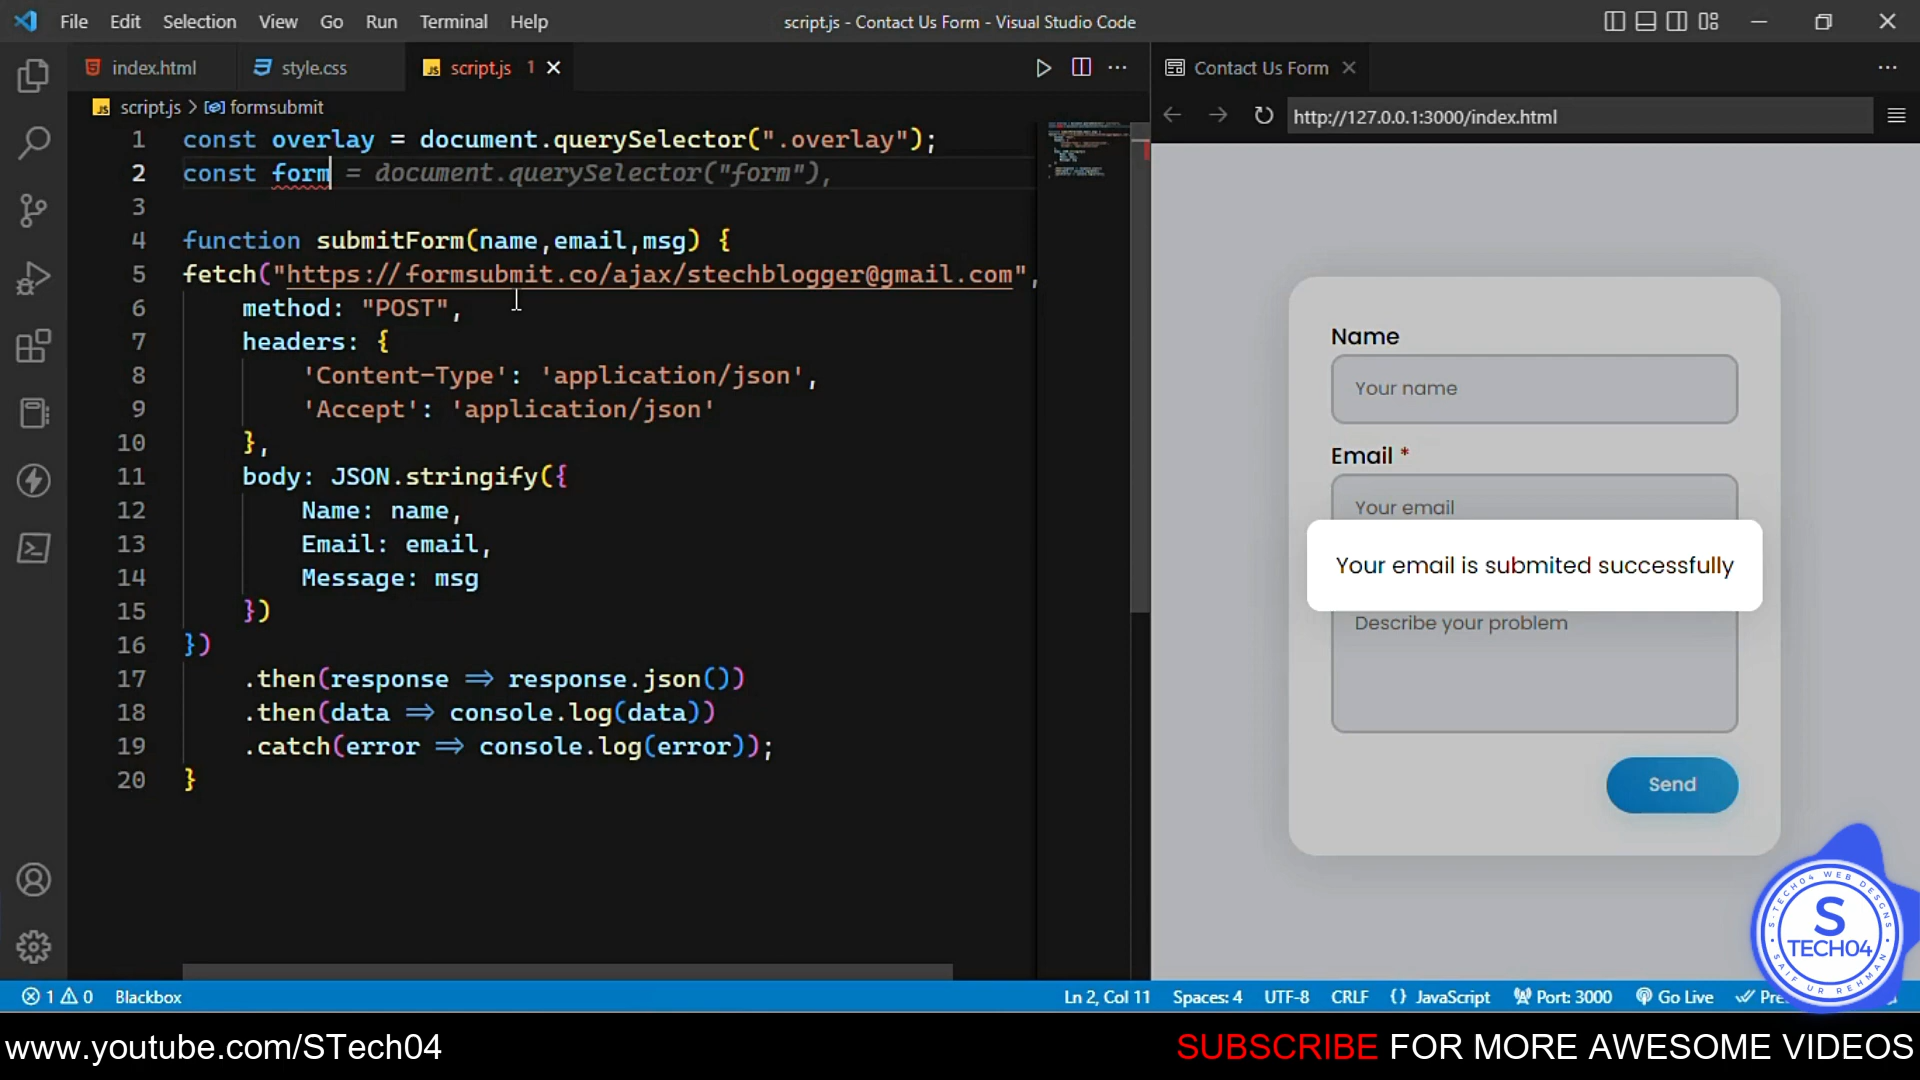 File Edit Selection View Go Run Terminal Help
script.js - Contact Us Form - Visual Studio Code
index.html
style.css
script.js 1
Contact Us Form
script.js > formsubmit
http://127.0.0.1:3000/index.html
1 const overlay = document.querySelector(".overlay");
2 const form = document.querySelector("form"),
3
4 function submitForm(name,email,msg) {
5 fetch("https://formsubmit.co/ajax/stechblogger@gmail.com",
6 method: "POST",
7 headers: {
8 'Content-Type': 'application/json',
9 'Accept': 'application/json'
10 },
11 body: JSON.stringify({
12 Name: name,
13 Email: email,
14 Message: msg
15 })
16 })
17 .then(response => response.json())
18 .then(data => console.log(data))
19 .catch(error => console.log(error));
20 }
Name
Your name
Email *
Your email
Your email is submited successfully
Describe your problem
Send
S-TECH04 WEB DESGNS
S
TECH04
SAIF UR REHMAN
1 0 Blackbox
Ln 2, Col 11 Spaces: 4 UTF-8 CRLF {} JavaScript Port: 3000 Go Live
www.youtube.com/STech04
SUBSCRIBE FOR MORE AWESOME VIDEOS